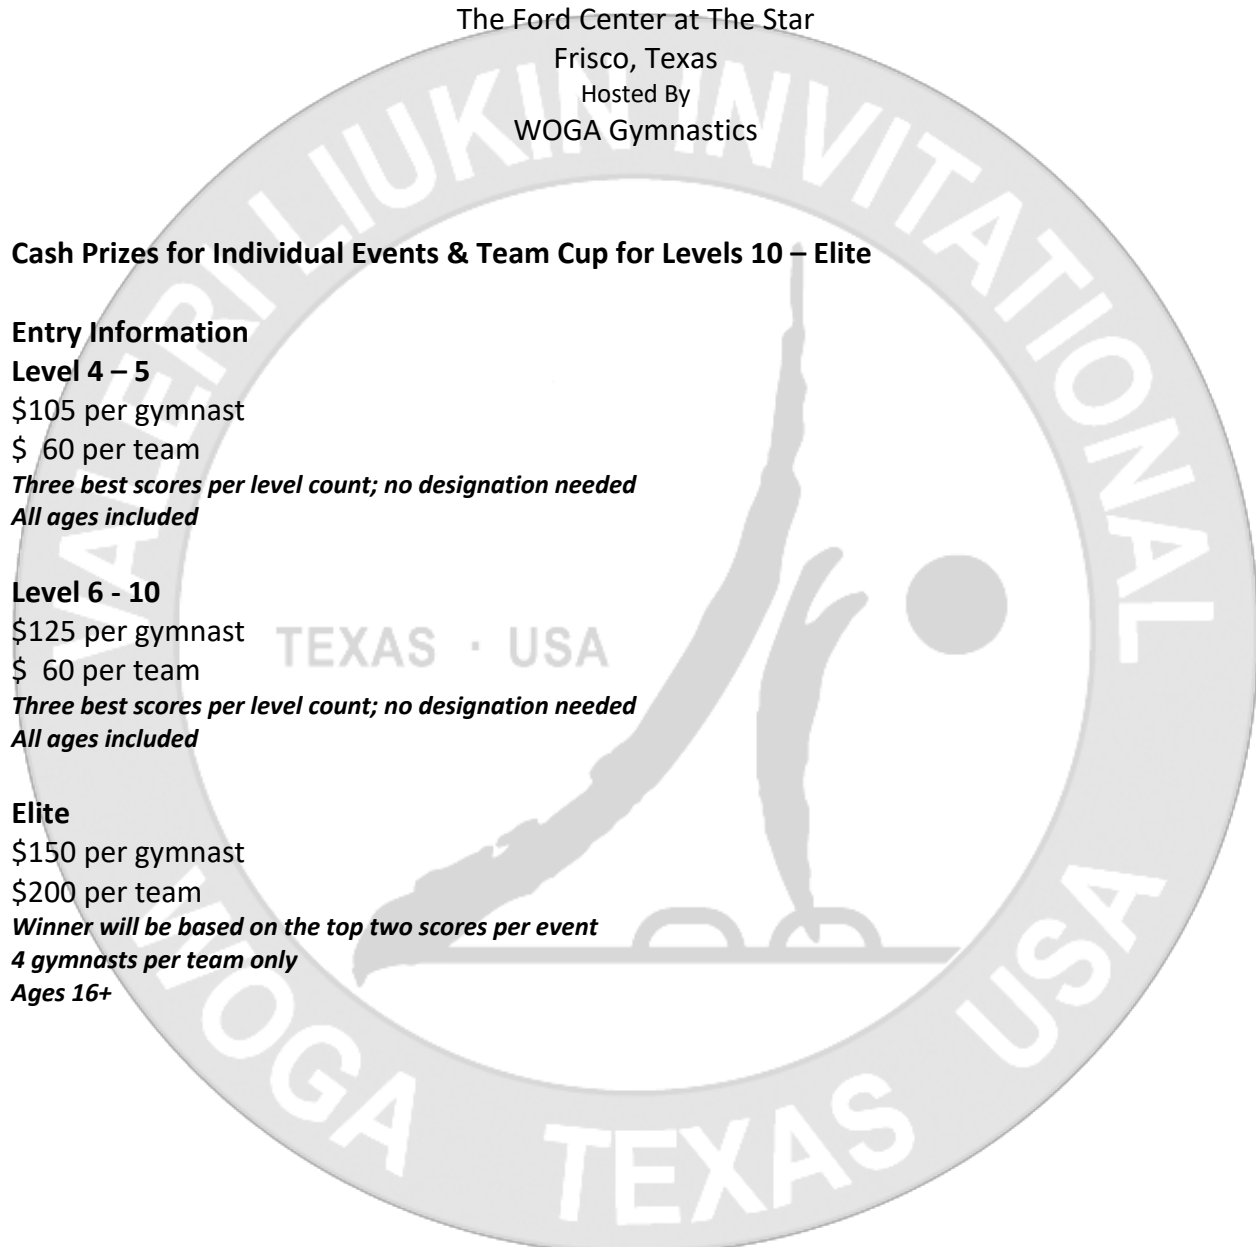 The Ford Center at The Star
Frisco, Texas
Hosted By
WOGA Gymnastics
VALERI LIUKIN INVITATIONAL
Cash Prizes for Individual Events & Team Cup for Levels 10 – Elite
Entry Information
Level 4 – 5
$105 per gymnast
$  60 per team
Three best scores per level count; no designation needed
All ages included
Level 6 - 10
$125 per gymnast
$  60 per team
Three best scores per level count; no designation needed
All ages included
TEXAS · USA
Elite
$150 per gymnast
$200 per team
Winner will be based on the top two scores per event
4 gymnasts per team only
Ages 16+
WOGA TEXAS USA